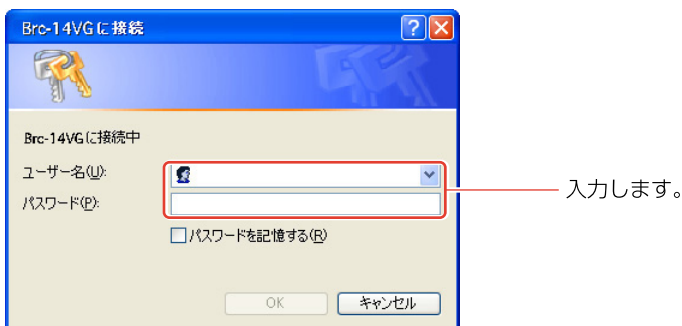 Brc-14VGに接続
Brc-14VGに接続中
ユーザー名(U):
パスワード(P):
入力します。
パスワードを記憶する(R)
OK
キャンセル